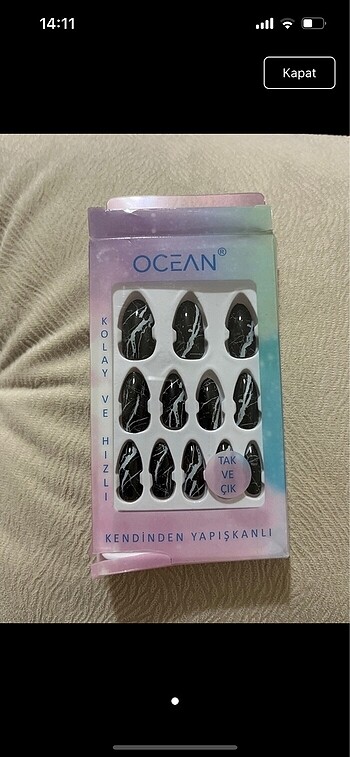 14:11
Kapat
OCEAN®
KOLAY VE HIZLI
TAK
VE
ÇIK
KENDİNDEN YAPIŞKANLI